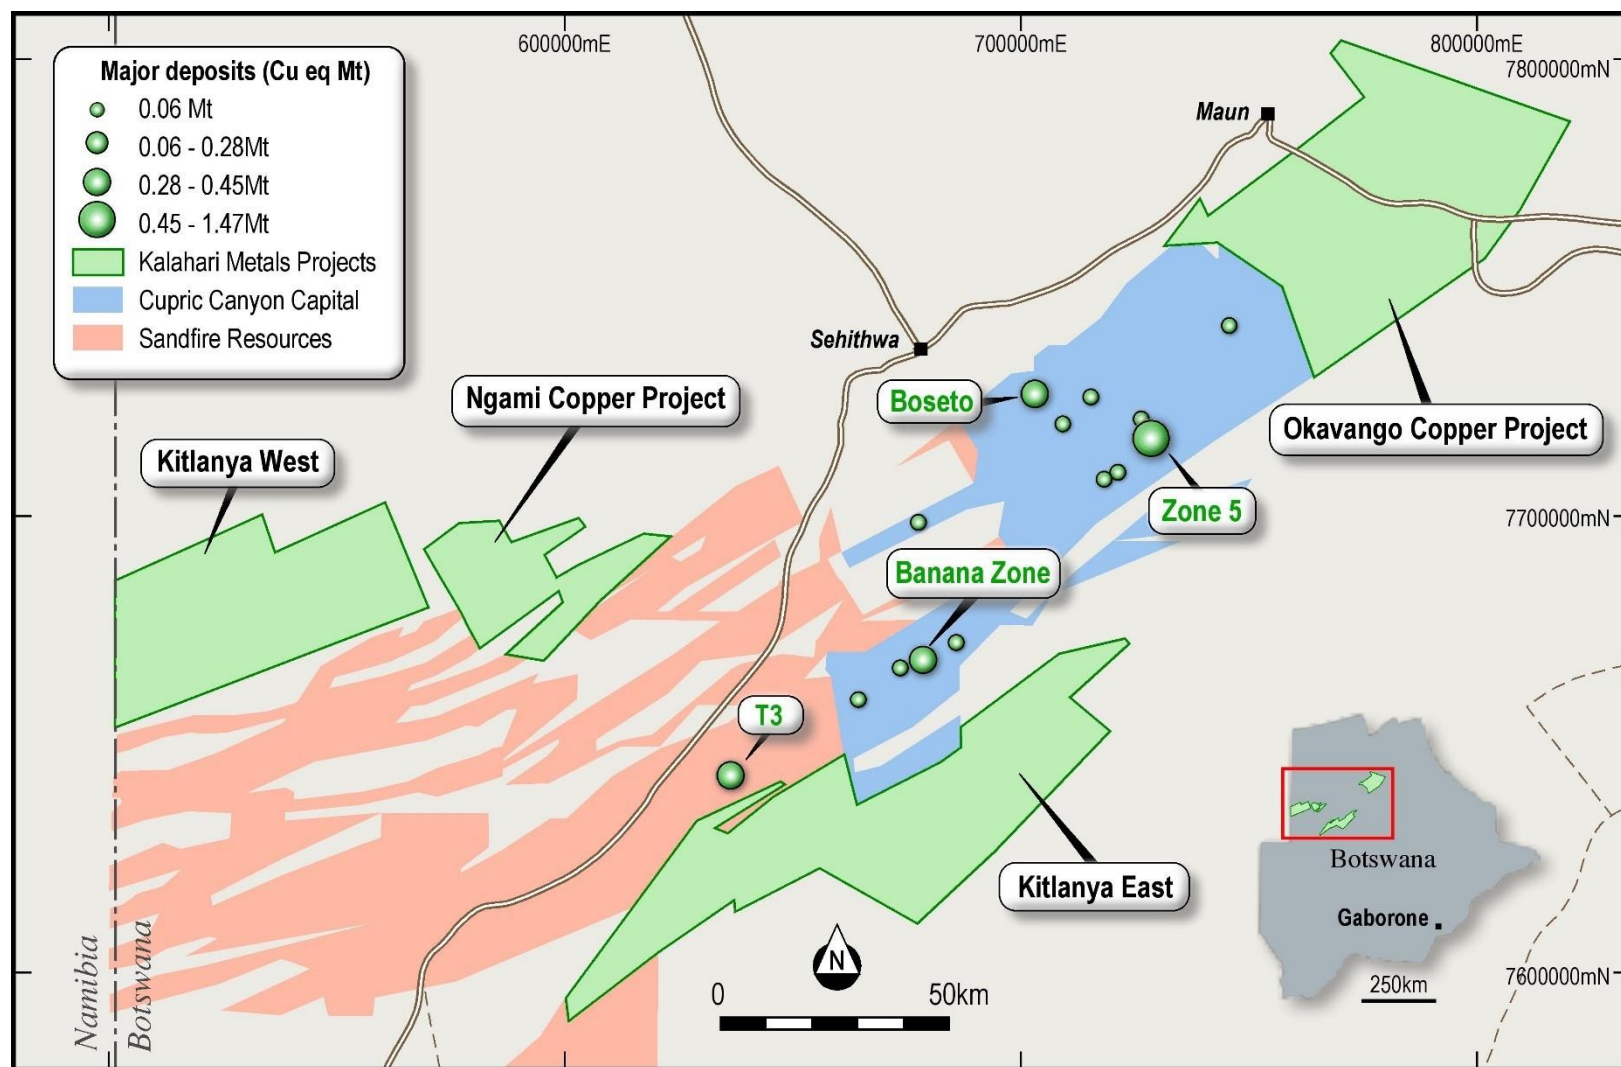 600000mE
700000mE
800000mE
7800000mN
Major deposits (Cu eq Mt)
0.06 Mt
0.06 - 0.28Mt
0.28 - 0.45Mt
0.45 - 1.47Mt
Kalahari Metals Projects
Cupric Canyon Capital
Sandfire Resources
Maun
Sehithwa
Ngami Copper Project
Boseto
Okavango Copper Project
Kitlanya West
Zone 5
7700000mN
Banana Zone
T3
Botswana
Kitlanya East
Gaborone
N
Namibia
Botswana
0 50km
250km
7600000mN